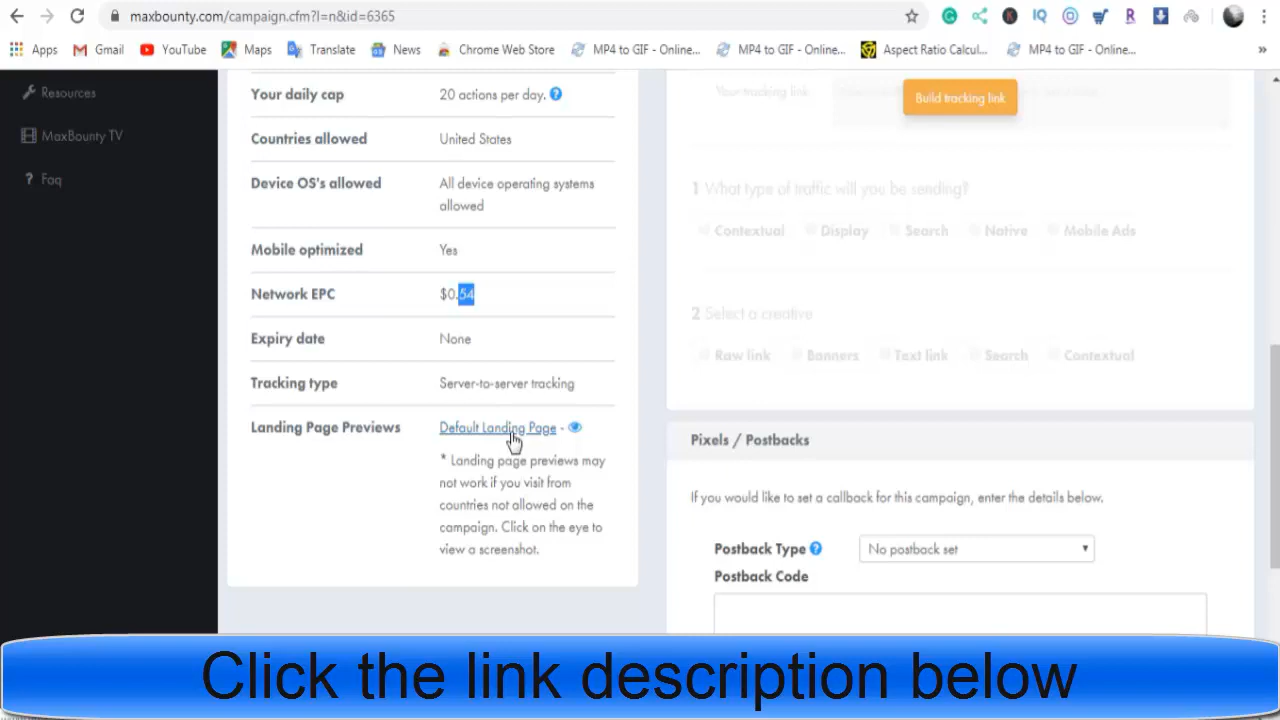 maxbounty.com/campaign.cfm?l=n&id=6365
Apps Gmail YouTube Maps Translate News Chrome Web Store MP4 to GIF - Online... MP4 to GIF - Online... Aspect Ratio Calcul... MP4 to GIF - Online... »
Resources
MaxBounty TV
? Faq
Your daily cap 20 actions per day.
Countries allowed United States
Device OS's allowed All device operating systems
allowed
Mobile optimized Yes
Network EPC $0.54
Expiry date None
Tracking type Server-to-server tracking
Landing Page Previews Default Landing Page -
* Landing page previews may
not work if you visit from
countries not allowed on the
campaign. Click on the eye to
view a screenshot.
Your tracking link
Build tracking link
1 What type of traffic will you be sending?
Contextual Display Search Native Mobile Ads
2 Select a creative
Raw link Banners Text link Search Contextual
Pixels / Postbacks
If you would like to set a callback for this campaign, enter the details below.
Postback Type No postback set
Postback Code
Click the link description below